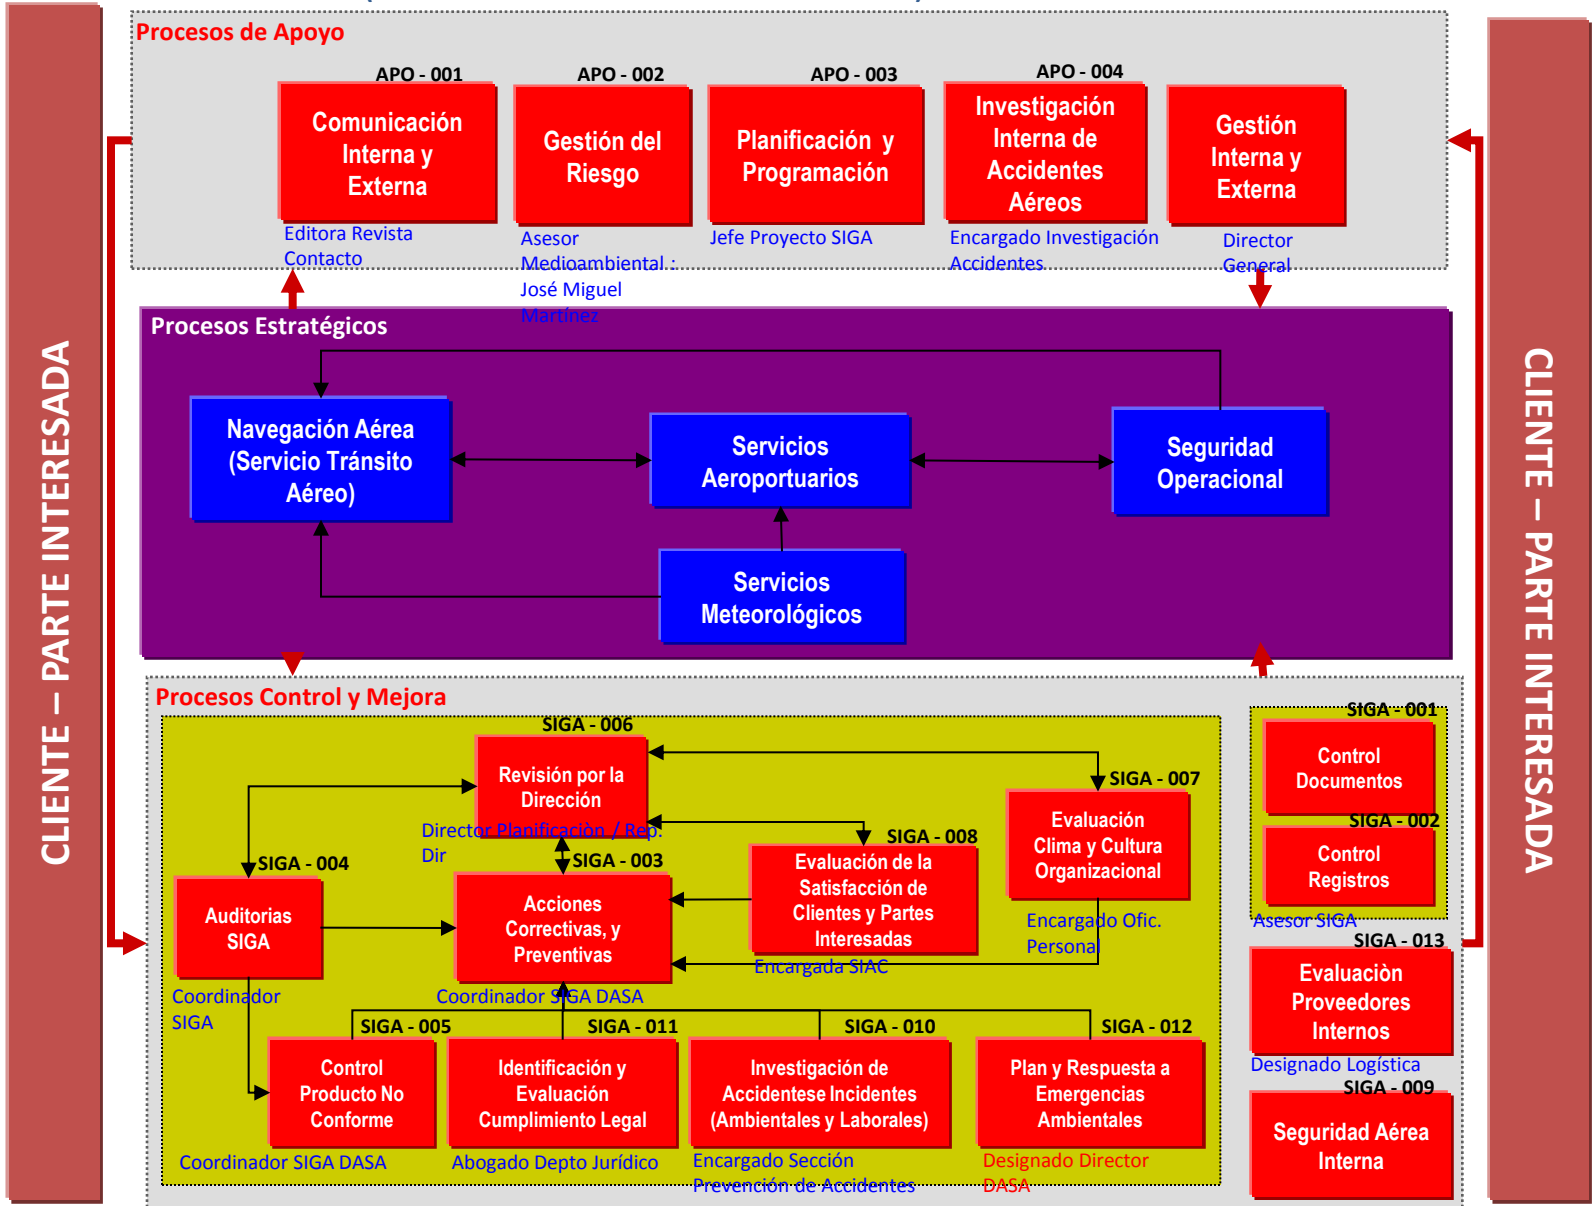 Procesos de Apoyo
APO - 001
APO - 002
APO - 003
APO - 004
Comunicación
Interna y
Externa
Gestión del
Riesgo
Planificación y
Programación
Investigación
Interna de
Accidentes
Aéreos
Gestión
Interna y
Externa
Editora Revista
Contacto
Asesor
Medioambiental :
José Miguel
Martínez
Jefe Proyecto SIGA
Encargado Investigación
Accidentes
Director
General
CLIENTE – PARTE INTERESADA
CLIENTE – PARTE INTERESADA
Procesos Estratégicos
Navegación Aérea
(Servicio Tránsito
Aéreo)
Servicios
Aeroportuarios
Seguridad
Operacional
Servicios
Meteorológicos
Procesos Control y Mejora
SIGA - 006
Revisión por la
Dirección
Director Planificaciòn / Rep.
Dir
SIGA - 007
Evaluación
Clima y Cultura
Organizacional
Encargado Ofic.
Personal
SIGA - 008
Evaluación de la
Satisfacción de
Clientes y Partes
Interesadas
Encargada SIAC
SIGA - 004
Auditorias
SIGA
Coordinador
SIGA
SIGA - 003
Acciones
Correctivas, y
Preventivas
Coordinador SIGA DASA
SIGA - 005
Control
Producto No
Conforme
Coordinador SIGA DASA
SIGA - 011
Identificación y
Evaluación
Cumplimiento Legal
Abogado Depto Jurídico
SIGA - 010
Investigación de
Accidentese Incidentes
(Ambientales y Laborales)
Encargado Sección
Prevención de Accidentes
SIGA - 012
Plan y Respuesta a
Emergencias
Ambientales
Designado Director
DASA
SIGA - 001
Control
Documentos
SIGA - 002
Control
Registros
Asesor SIGA
SIGA - 013
Evaluaciòn
Proveedores
Internos
Designado Logística
SIGA - 009
Seguridad Aérea
Interna